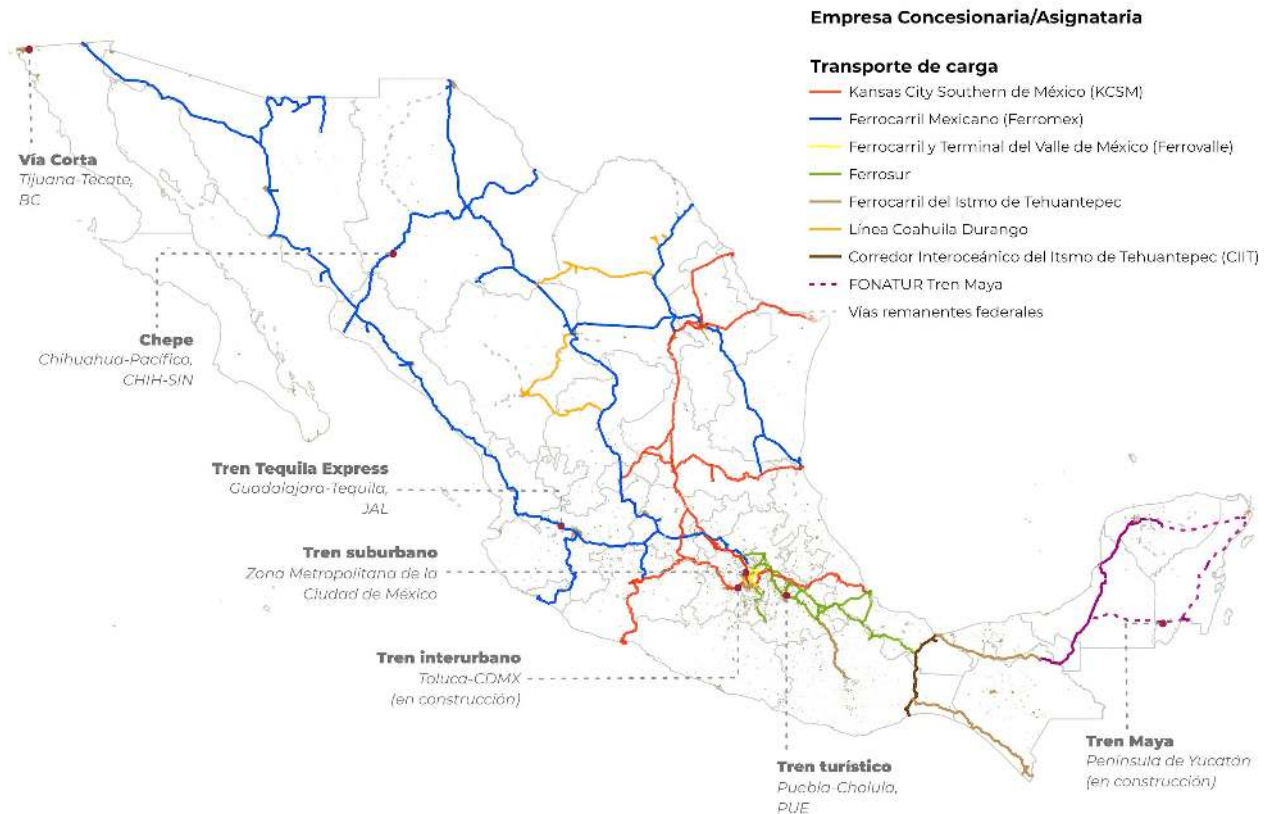 Empresa Concesionaria/Asignataria
Transporte de carga
Kansas City Southern de México (KCSM)
Ferrocarril Mexicano (Ferromex)
Ferrocarril y Terminal del Valle de México (Ferrovalle)
Ferrosur
Ferrocarril del Istmo de Tehuantepec
Línea Coahuila Durango
Corredor Interoceánico del Itsmo de Tehuantepec (CIIT)
FONATUR Tren Maya
Vías remanentes federales
Vía Corta
Tijuana-Tecate,
BC
Chepe
Chihuahua-Pacífico,
CHIH-SIN
Tren Tequila Express
Guadalajara-Tequila,
JAL
Tren suburbano
Zona Metropolitana de la
Ciudad de México
Tren interurbano
Toluca-CDMX
(en construcción)
Tren turístico
Puebla-Cholula,
PUE
Tren Maya
Península de Yucatán
(en construcción)